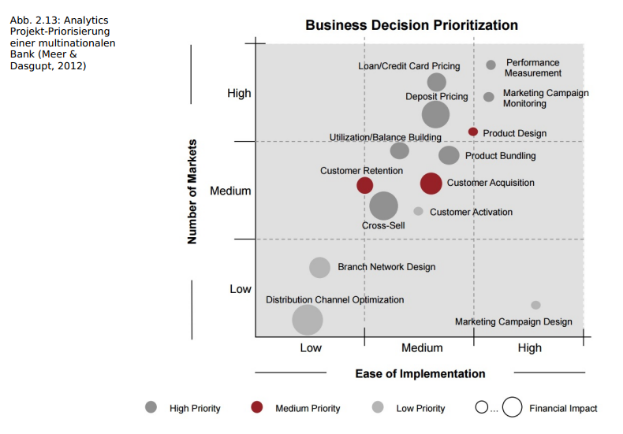 Abb. 2.13: Analytics
Projekt-Priorisierung
einer multinationalen
Bank (Meer &
Dasgupt, 2012)
Business Decision Prioritization
Number of Markets
High
Medium
Low
Loan/Credit Card Pricing
Performance
Measurement
Deposit Pricing
Marketing Campaign
Monitoring
Product Design
Utilization/Balance Building
Product Bundling
Customer Retention
Customer Acquisition
Customer Activation
Cross-Sell
Branch Network Design
Distribution Channel Optimization
Marketing Campaign Design
Low Medium High
Ease of Implementation
High Priority Medium Priority Low Priority ... Financial Impact